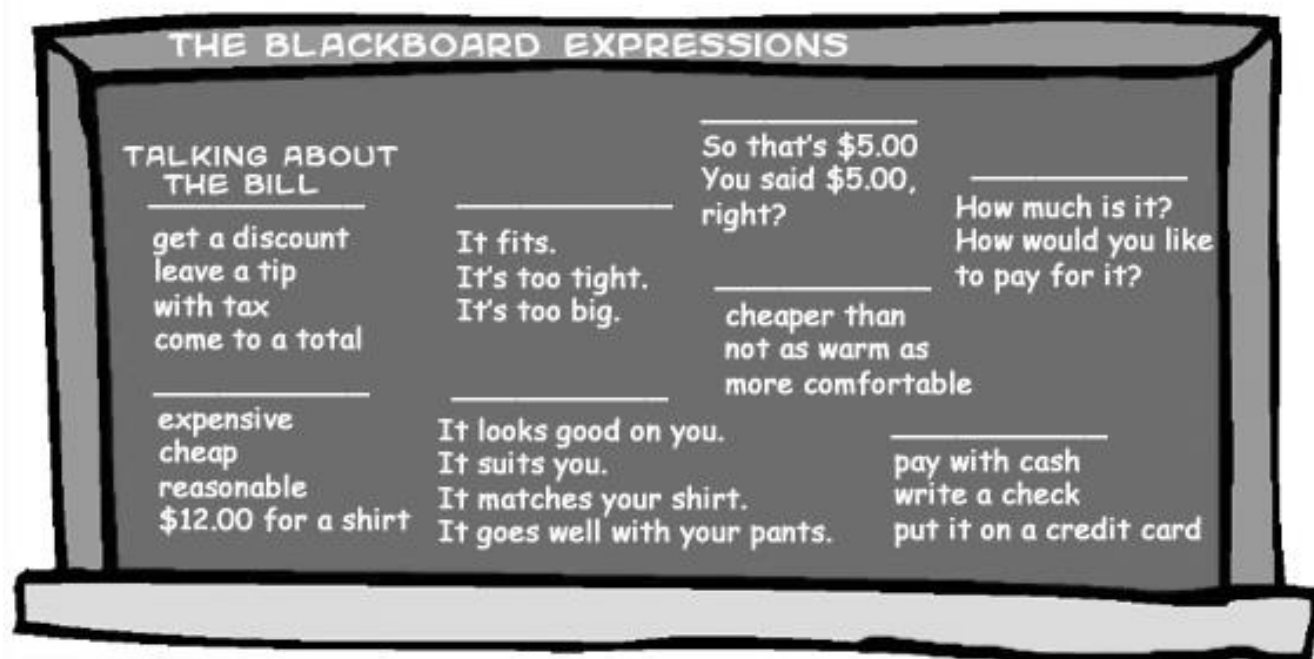 THE BLACKBOARD EXPRESSIONS
TALKING ABOUT
THE BILL
get a discount
leave a tip
with tax
come to a total
expensive
cheap
reasonable
$12.00 for a shirt
It fits.
It's too tight.
It's too big.
It looks good on you.
It suits you.
It matches your shirt.
It goes well with your pants.
So that's $5.00
You said $5.00,
right?
cheaper than
not as warm as
more comfortable
How much is it?
How would you like
to pay for it?
pay with cash
write a check
put it on a credit card